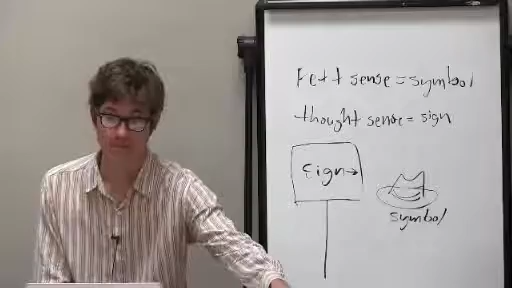 Felt sense = symbol
thought sense = sign
Sign →
symbol